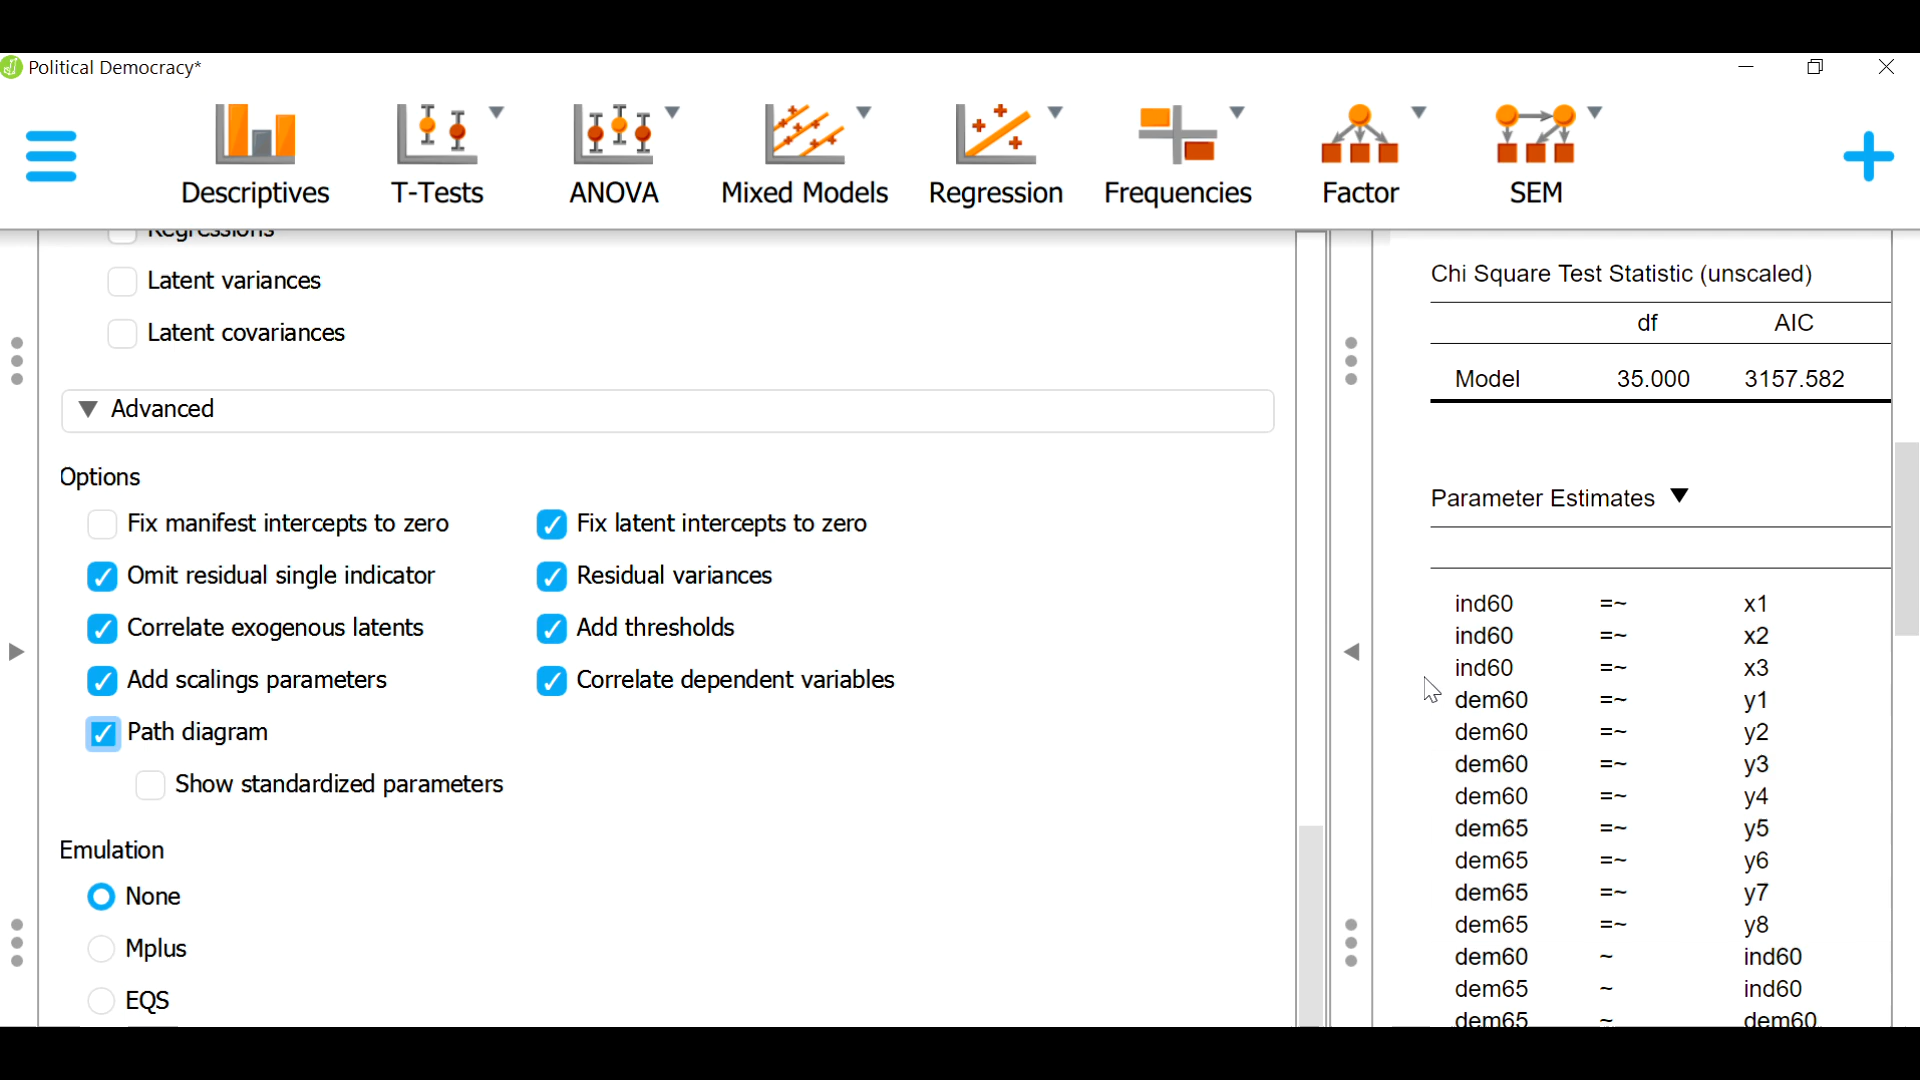 Political Democracy*
Descriptives T-Tests ANOVA Mixed Models Regression Frequencies Factor SEM
Regressions
Latent variances
Latent covariances
Advanced
Options
Fix manifest intercepts to zero Fix latent intercepts to zero
Omit residual single indicator Residual variances
Correlate exogenous latents Add thresholds
Add scalings parameters Correlate dependent variables
Path diagram
Show standardized parameters
Emulation
None
Mplus
EQS
Chi Square Test Statistic (unscaled)
df AIC
Model 35.000 3157.582
Parameter Estimates ▼
ind60 =~ x1
ind60 =~ x2
ind60 =~ x3
dem60 =~ y1
dem60 =~ y2
dem60 =~ y3
dem60 =~ y4
dem65 =~ y5
dem65 =~ y6
dem65 =~ y7
dem65 =~ y8
dem60 ~ ind60
dem65 ~ ind60
dem65 ~ dem60